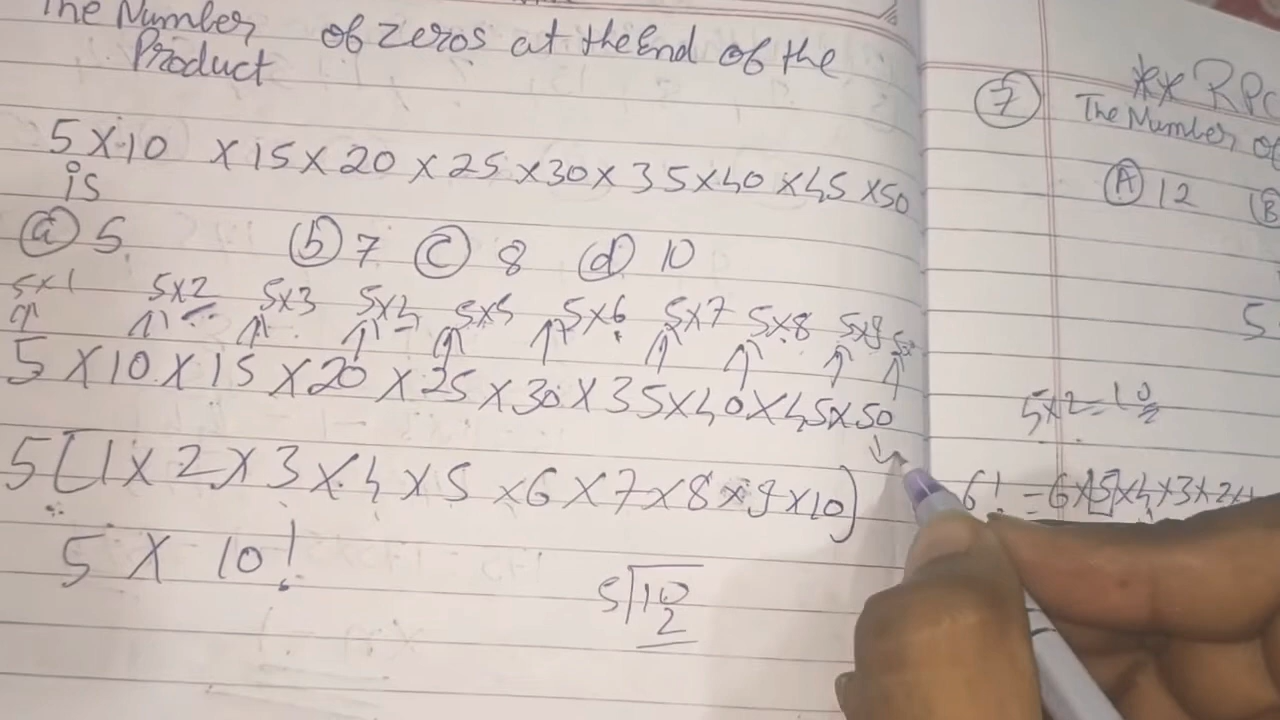 The Number of zeros at the End of the
Product
5 X 10 X 15 X 20 X 25 X 30 X 35 X 40 X 45 X 50
is
(a) 5 (b) 7 (c) 8 (d) 10
5x1 5x2 5x3 5x4 5x5 5x6 5x7 5x8 5x9
5 X 10 X 15 X 20 X 25 X 30 X 35 X 40 X 45 X 50
5 [1 X 2 X 3 X 4 X 5 X 6 X 7 X 8 X 9 X 10)
5 X 10!
5 10
2
** RP
7 The Number of
(A) 12 (B)
5
5x2=10
6! = 6x5x4x3x2